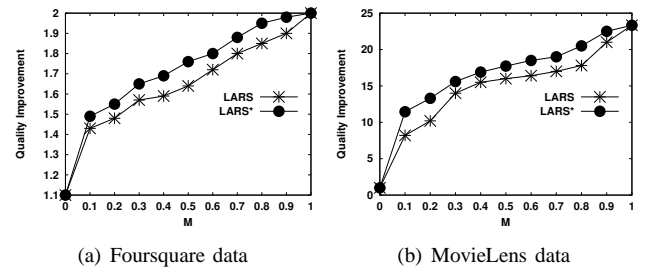 2
1.9
1.8
1.7
1.6
1.5
1.4
1.3
1.2
1.1
0 0.1 0.2 0.3 0.4 0.5 0.6 0.7 0.8 0.9 1
Quality Improvement
M
LARS
LARS*
(a) Foursquare data
25
20
15
10
5
0
0 0.1 0.2 0.3 0.4 0.5 0.6 0.7 0.8 0.9 1
Quality Improvement
M
LARS
LARS*
(b) MovieLens data